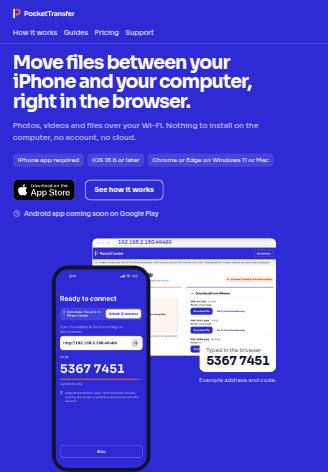 PocketTransfer
How it works Guides Pricing Support
Move files between your
iPhone and your computer,
right in the browser.
Photos, videos and files over your Wi-Fi. Nothing to install on the
computer, no account, no cloud.
iPhone app required iOS 18.6 or later Chrome or Edge on Windows 11 or Mac
Download on the
App Store
See how it works
Android app coming soon on Google Play
192.2.168.2.180:49469
PocketTransfer
Ready to connect
http://192.168.2.180:49469
5367 7451
Stop
Download from iPhone
Typed in the browser
5367 7451
Example address and code.